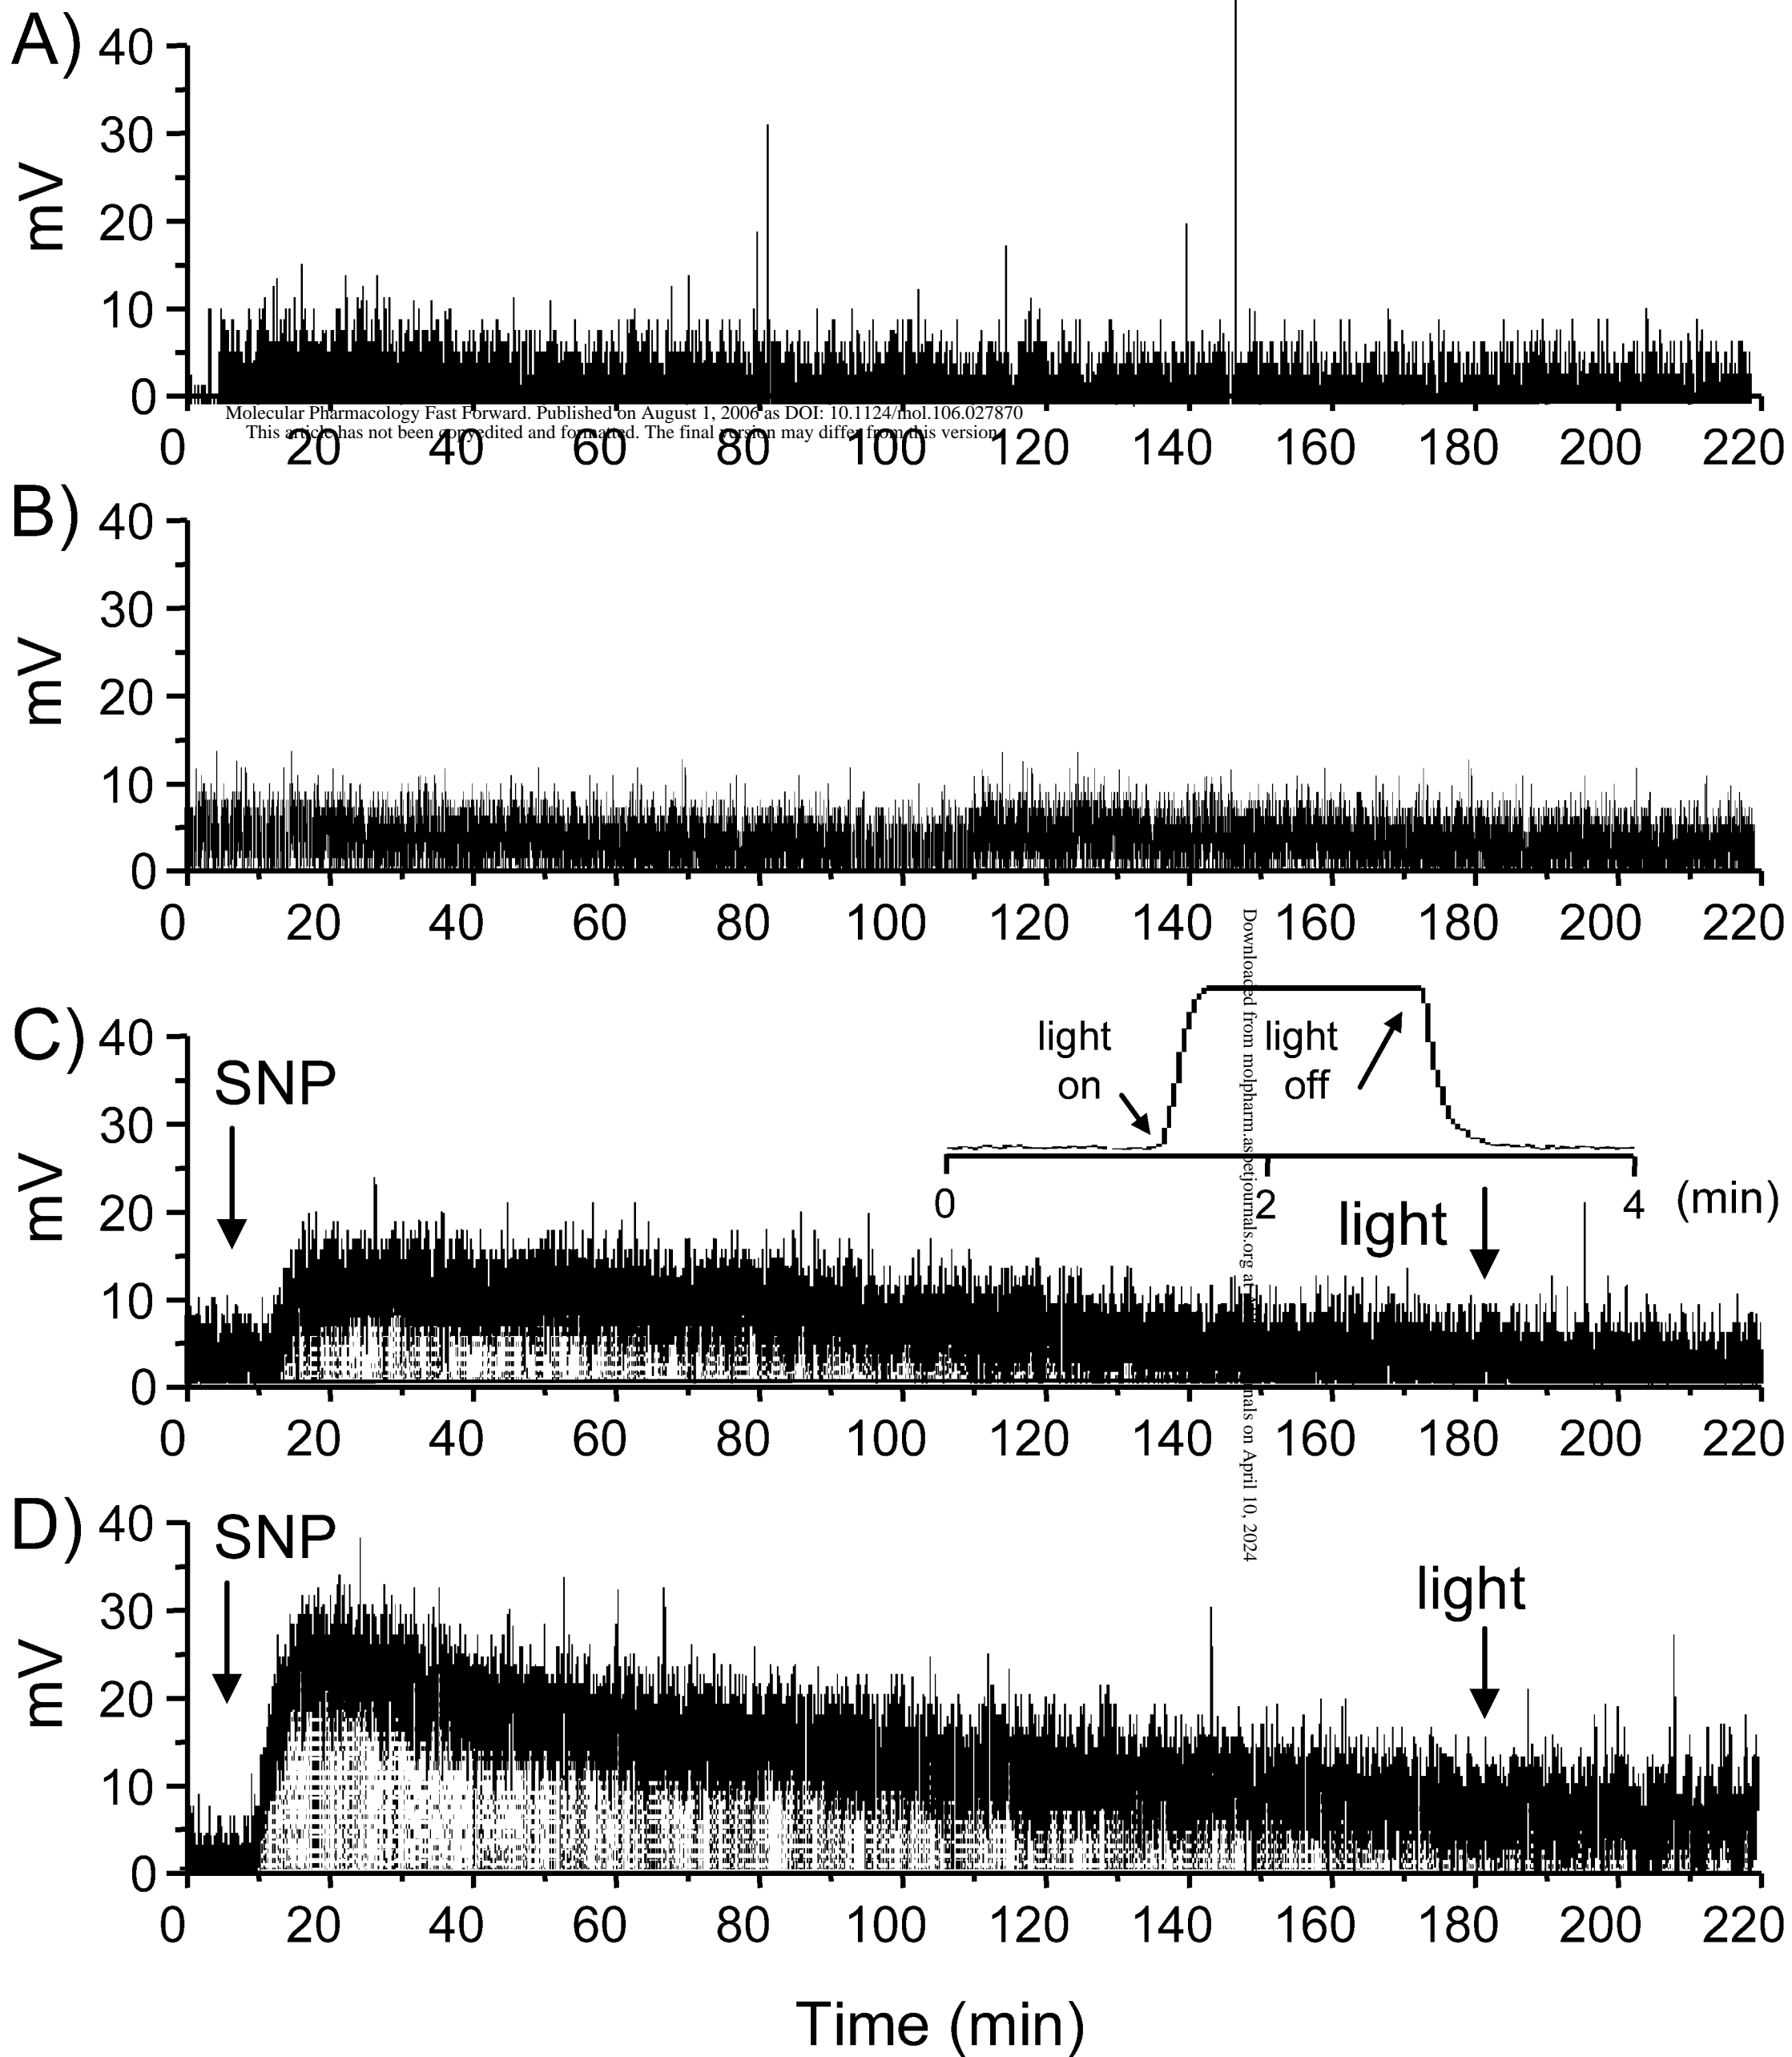 A)
40
30
20
10
0
mV
Molecular Pharmacology Fast Forward. Published on August 1, 2006 as DOI: 10.1124/mol.106.027870
This article has not been copyedited and formatted. The final version may differ from this version.
0 20 40 60 80 100 120 140 160 180 200 220
B)
40
30
20
10
0
mV
0 20 40 60 80 100 120 140 160 180 200 220
C)
40
30
20
10
0
mV
SNP
light
on
light
off
0 2 4 (min)
light
0 20 40 60 80 100 120 140 160 180 200 220
Downloaded from molpharm.aspetjournals.org at
nals on April 10, 2024
D)
40
30
20
10
0
mV
SNP
light
0 20 40 60 80 100 120 140 160 180 200 220
Time (min)